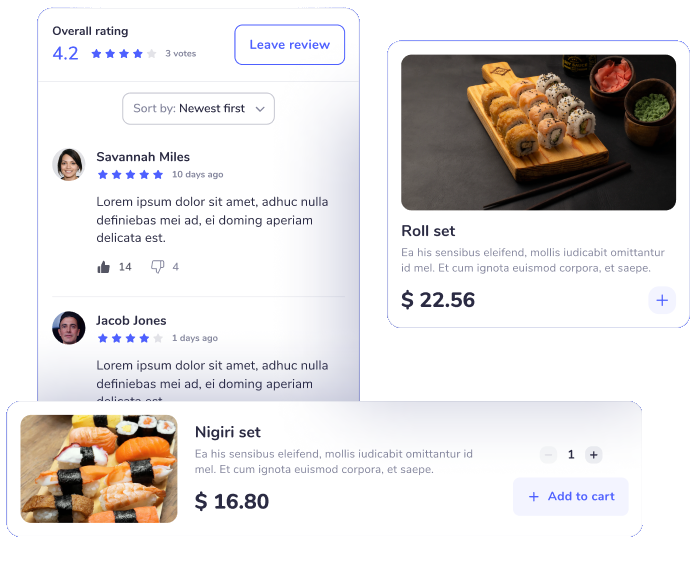 Overall rating
4.2
3 votes
Leave review
Sort by: Newest first
Savannah Miles
10 days ago
Lorem ipsum dolor sit amet, adhuc nulla
definiebas mei ad, ei doming aperiam
delicata est.
14
4
Jacob Jones
1 days ago
Lorem ipsum dolor sit amet, adhuc nulla
definiebas mei ad, ei doming aperiam
delicata est.
Roll set
Ea his sensibus eleifend, mollis iudicabit omittantur
id mel. Et cum ignota euismod corpora, et saepe.
$ 22.56
+
Nigiri set
Ea his sensibus eleifend, mollis iudicabit omittantur id
mel. Et cum ignota euismod corpora, et saepe.
$ 16.80
− 1 +
+ Add to cart